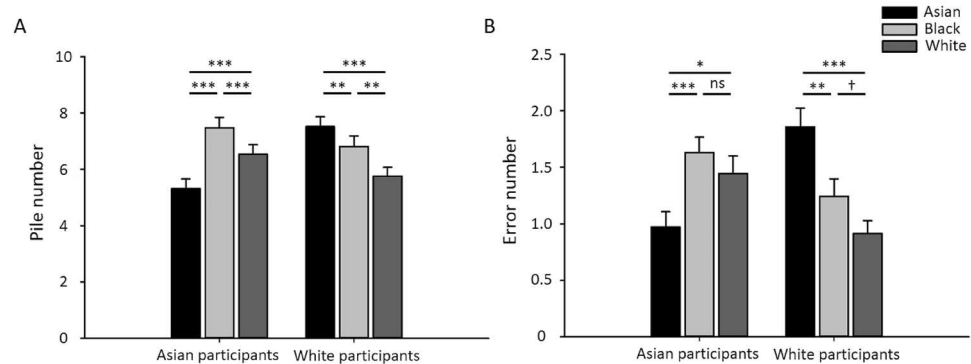 A
B
Asian
Black
White
Pile number
10
8
6
4
2
0
***
*** ***
***
** **
Asian participants White participants
Error number
2.5
2.0
1.5
1.0
0.5
0
*
*** ns
***
** †
Asian participants White participants